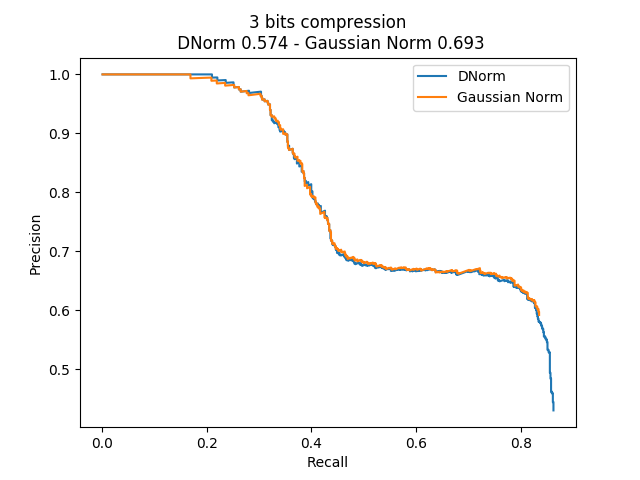 3 bits compression
DNorm 0.574 - Gaussian Norm 0.693
DNorm
Gaussian Norm
1.0
0.9
0.8
0.7
0.6
0.5
Precision
0.0 0.2 0.4 0.6 0.8
Recall